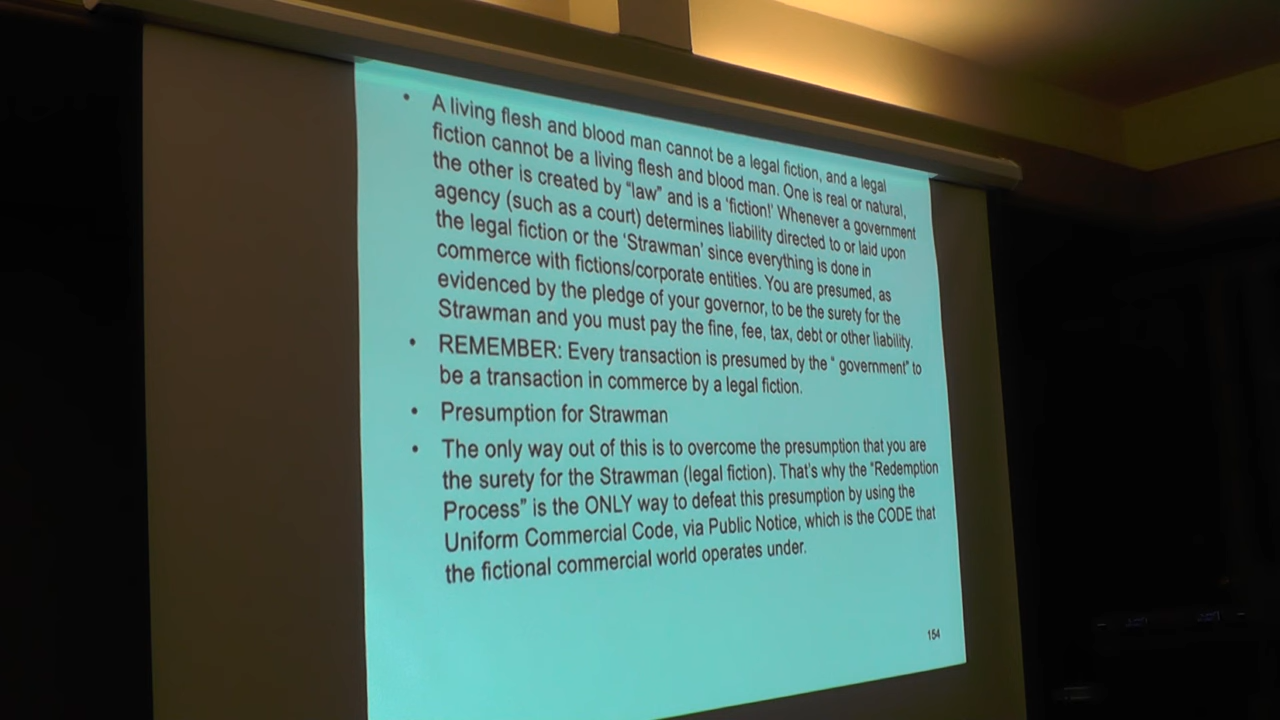 • A living flesh and blood man cannot be a legal fiction, and a legal
fiction cannot be a living flesh and blood man. One is real or natural,
the other is created by "law" and is a 'fiction!' Whenever a government
agency (such as a court) determines liability directed to or laid upon
the legal fiction or the 'Strawman' since everything is done in
commerce with fictions/corporate entities. You are presumed, as
evidenced by the pledge of your governor, to be the surety for the
Strawman and you must pay the fine, fee, tax, debt or other liability.
• REMEMBER: Every transaction is presumed by the " government" to
be a transaction in commerce by a legal fiction.
• Presumption for Strawman
• The only way out of this is to overcome the presumption that you are
the surety for the Strawman (legal fiction). That's why the "Redemption
Process" is the ONLY way to defeat this presumption by using the
Uniform Commercial Code, via Public Notice, which is the CODE that
the fictional commercial world operates under.
154